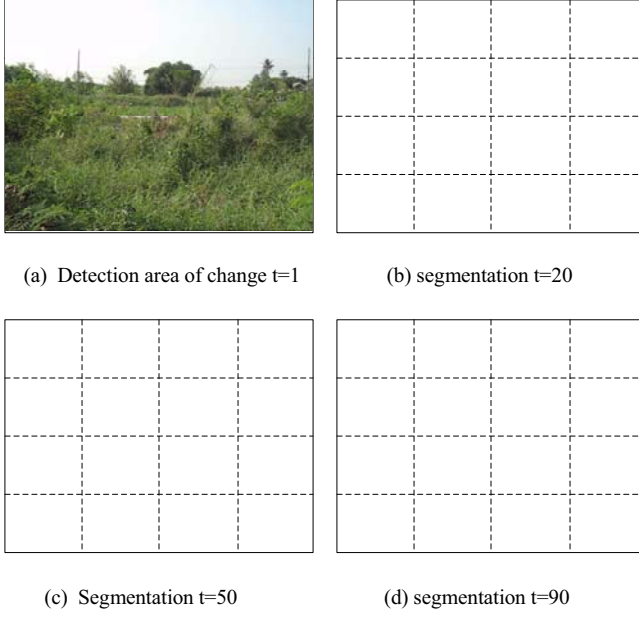 (a) Detection area of change t=1
(b) segmentation t=20
(c) Segmentation t=50
(d) segmentation t=90